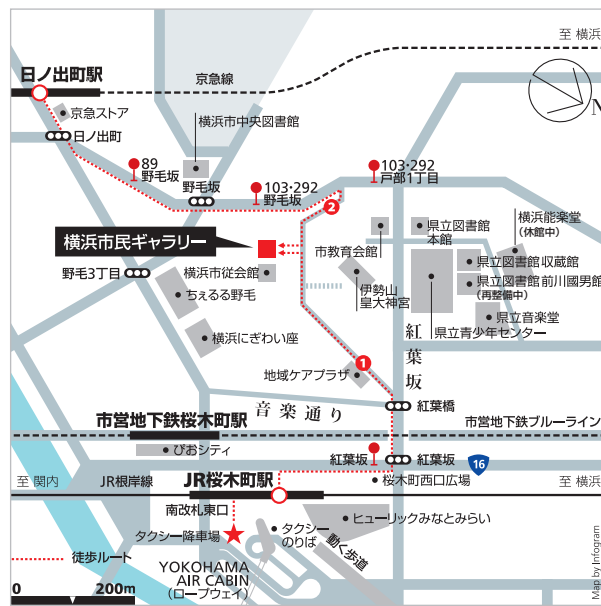 至 横浜
京急線
日ノ出町駅
京急ストア
日ノ出町
横浜市中央図書館
N
89
野毛坂
野毛坂
103・292
野毛坂
103・292
戸部1丁目
2
横浜市民ギャラリー
野毛3丁目
横浜市従会館
ちぇるる野毛
横浜にぎわい座
市教育会館
県立図書館
本館
横浜能楽堂
(休館中)
県立図書館収蔵館
県立図書館 前川國男館
(再整備中)
県立音楽堂
県立青少年センター
伊勢山
皇大神宮
紅葉坂
1
地域ケアプラザ
音楽通り
紅葉橋
市営地下鉄桜木町駅
市営地下鉄ブルーライン
ぴおシティ
紅葉坂
紅葉坂
16
至 関内
JR根岸線
JR桜木町駅
桜木町西口広場
至 横浜
南改札東口
タクシー降車場
タクシー
のりば
ヒューリックみなとみらい
動く歩道
徒歩ルート
YOKOHAMA
AIR CABIN
(ロープウェイ)
0 200m
Map by Infogram